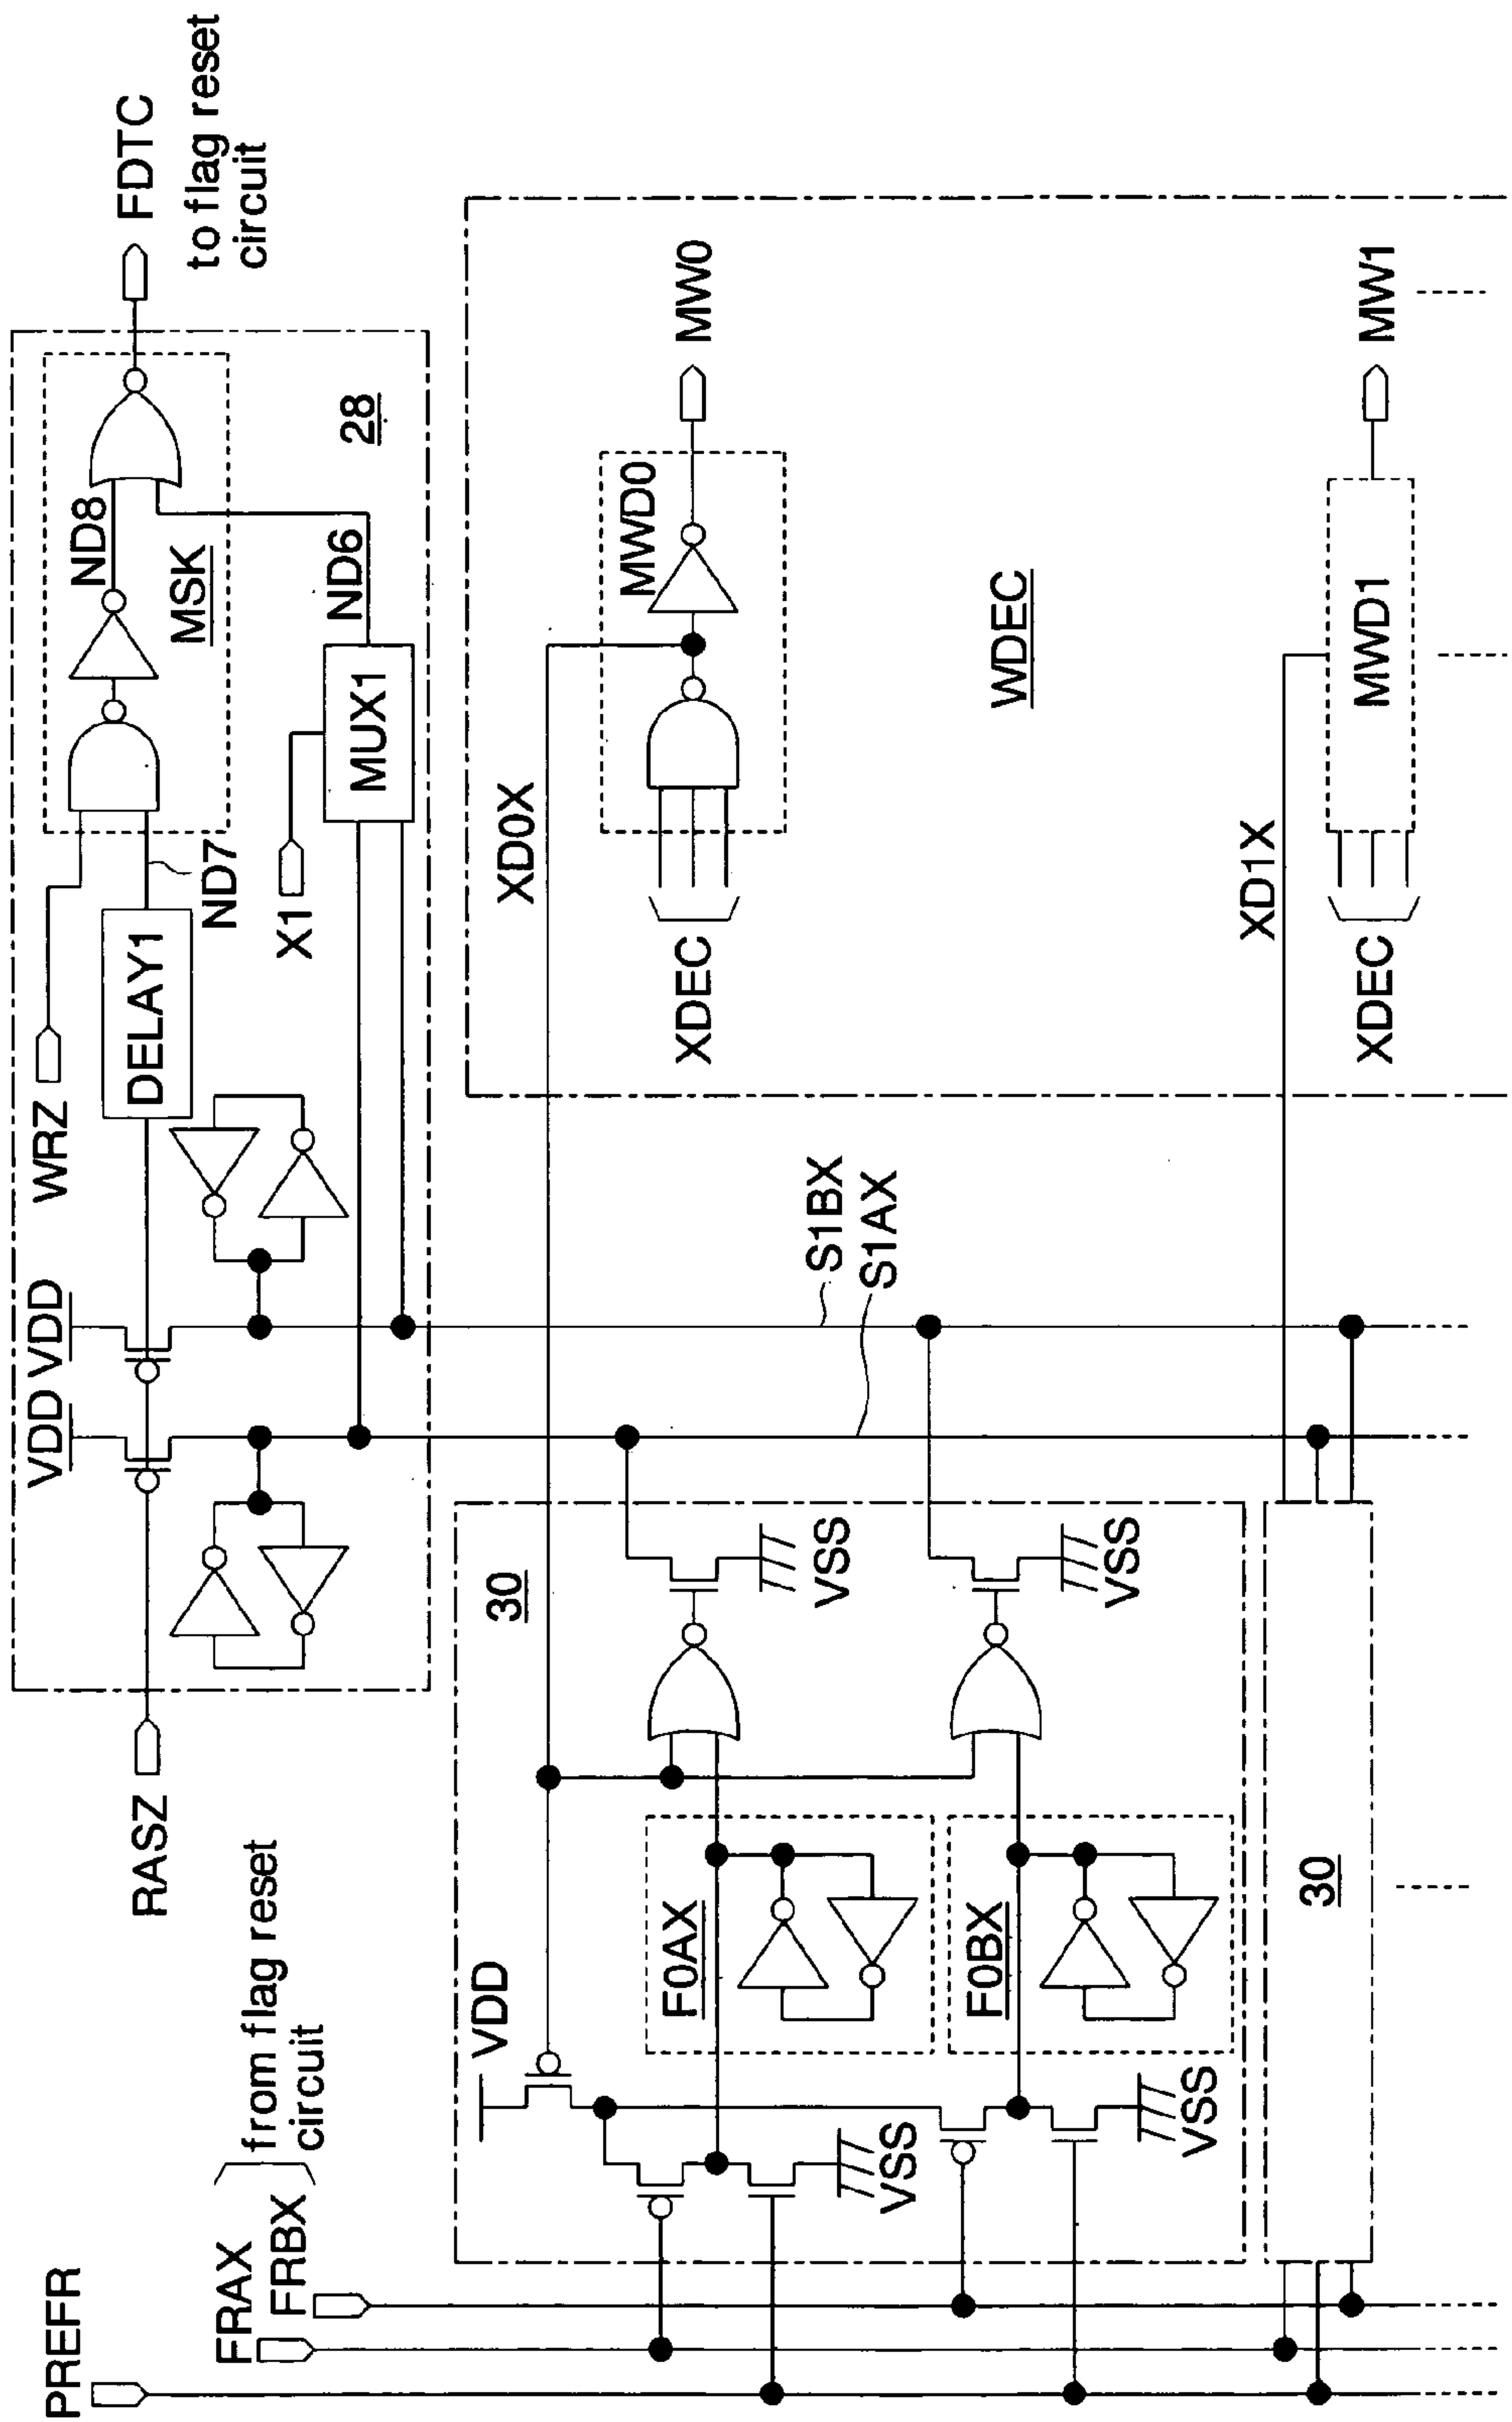 PREFR
FRAX
FRBX
from flag reset
circuit
RASZ
VDD
VDD
WRZ
DELAY1
ND7
X1
MUX1
MSK
ND8
ND6
28
FDTC
to flag reset
circuit
VDD
30
F0AX
VSS
VSS
F0BX
VSS
VSS
S1BX
S1AX
XD0X
XDEC
MWD0
MW0
WDEC
30
XD1X
XDEC
MWD1
MW1